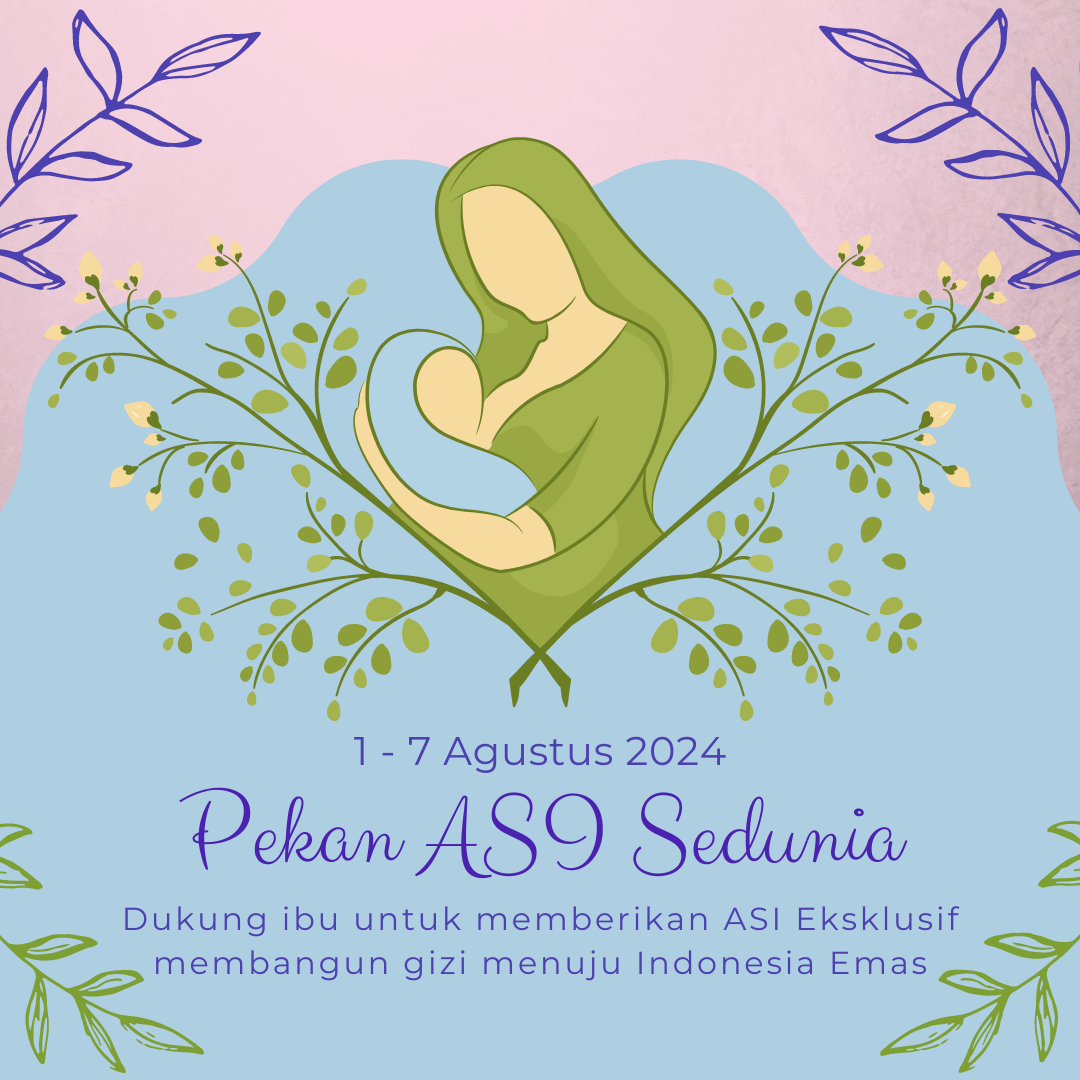 1 - 7 Agustus 2024
Pekan ASI Sedunia
Dukung ibu untuk memberikan ASI Eksklusif
membangun gizi menuju Indonesia Emas